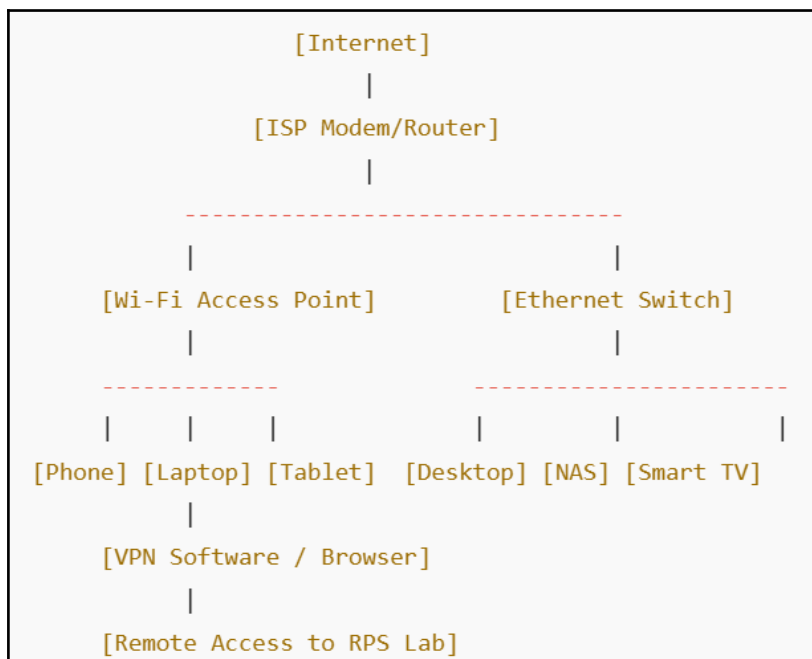 [Internet]
|
[ISP Modem/Router]
|
--------------------------------
| |
[Wi-Fi Access Point] [Ethernet Switch]
| |
------------- -----------------------
| | | | | |
[Phone] [Laptop] [Tablet] [Desktop] [NAS] [Smart TV]
|
[VPN Software / Browser]
|
[Remote Access to RPS Lab]